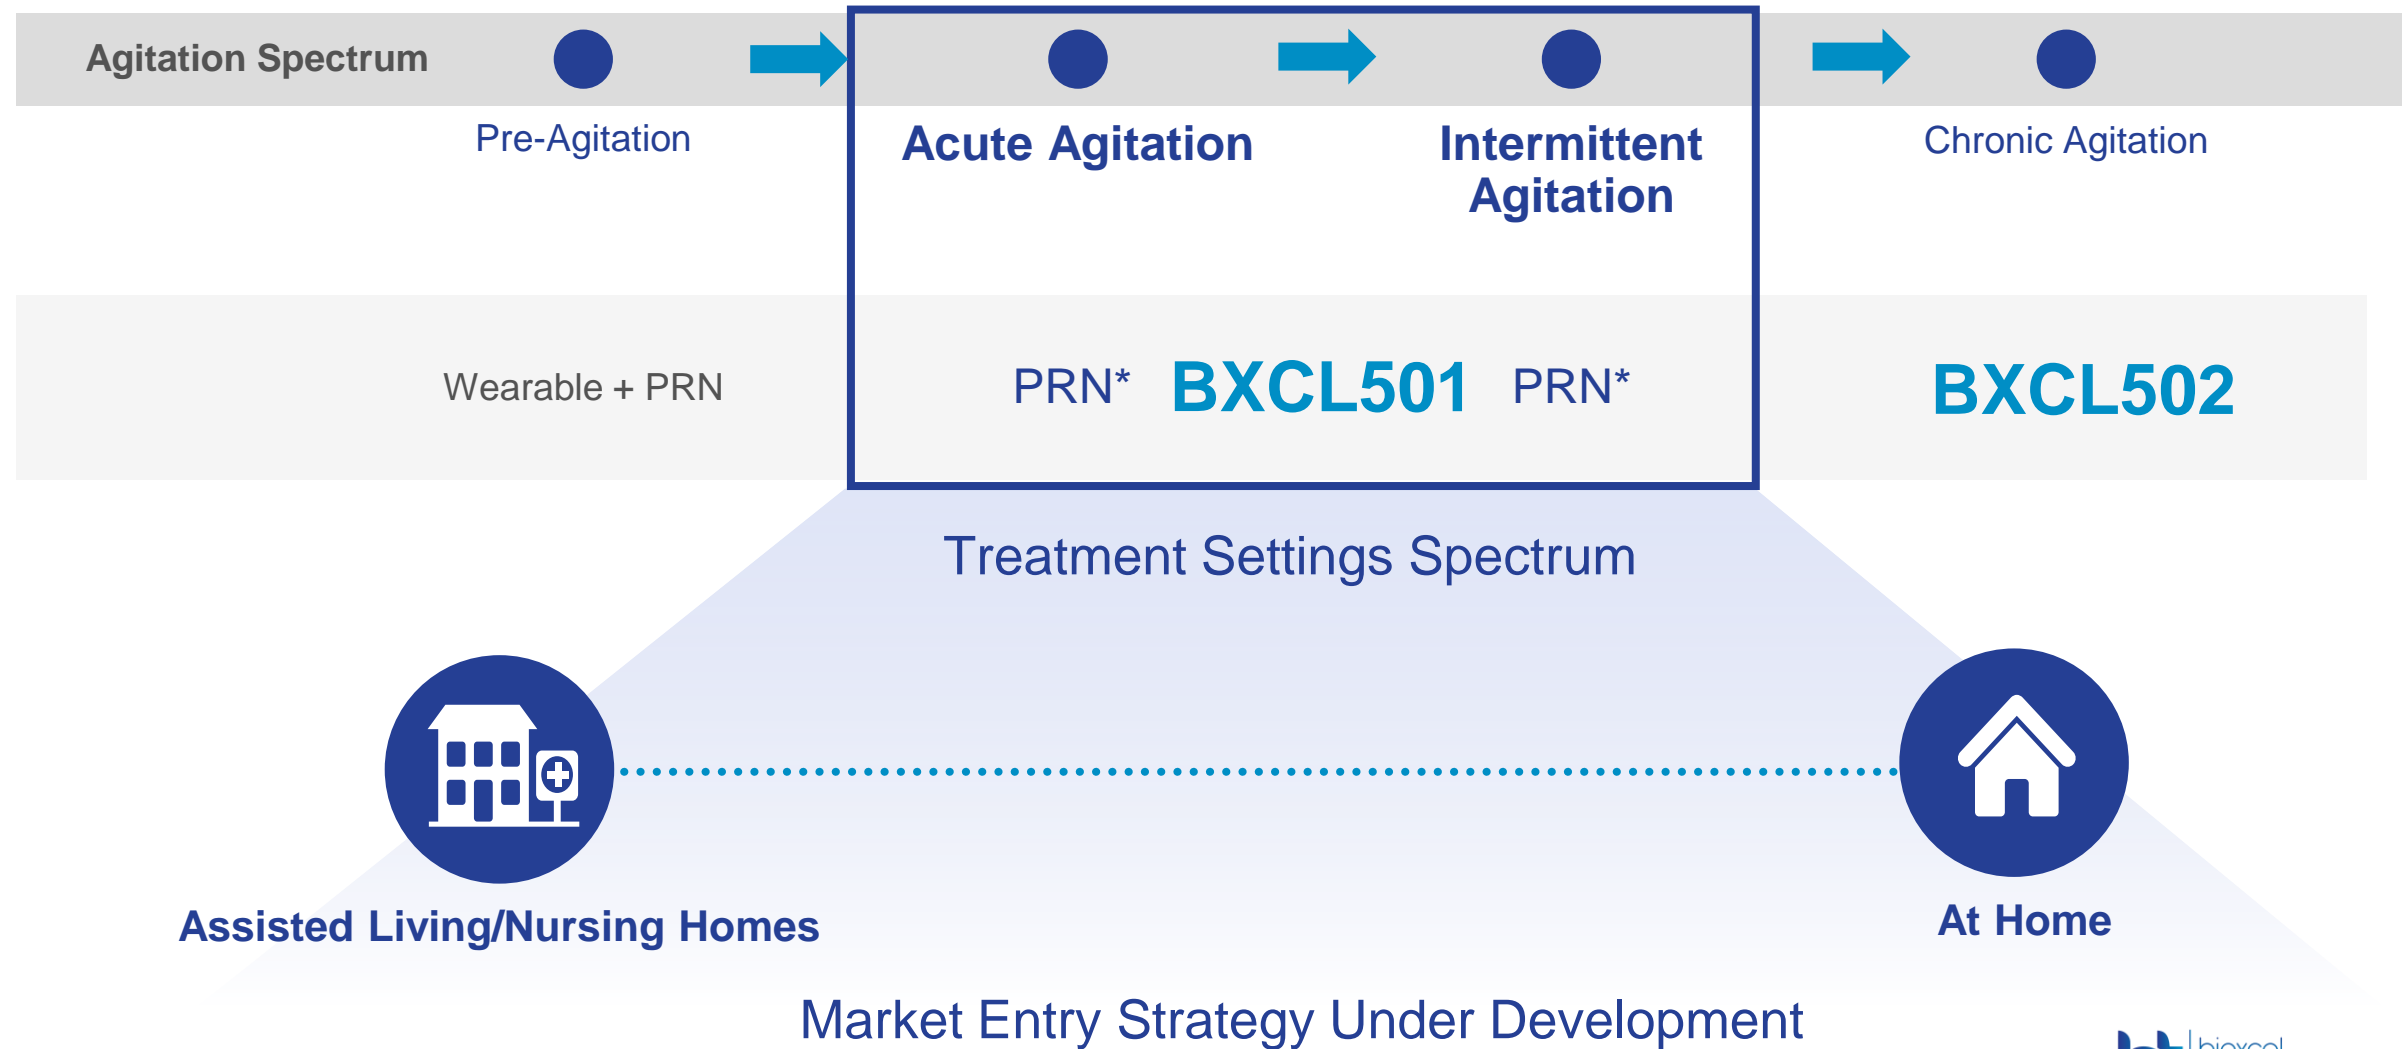 Agitation Spectrum
Pre-Agitation
Acute Agitation
Intermittent
Agitation
Chronic Agitation
Wearable + PRN
PRN* BXCL501 PRN*
BXCL502
Treatment Settings Spectrum
Assisted Living/Nursing Homes
At Home
Market Entry Strategy Under Development